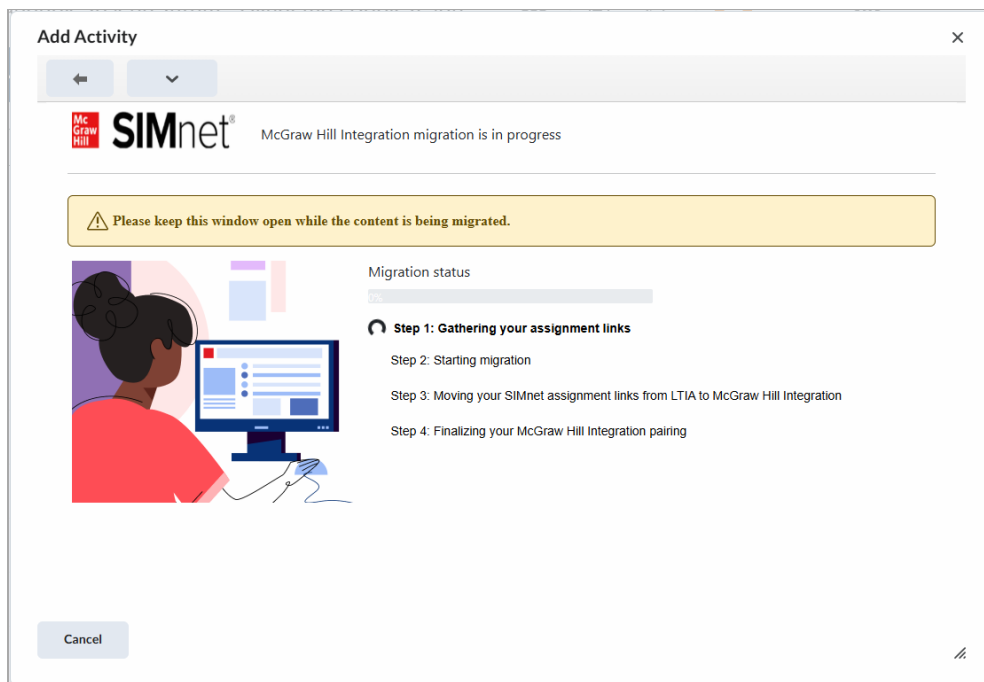 Add Activity
Mc Graw Hill SIMnet® McGraw Hill Integration migration is in progress
Please keep this window open while the content is being migrated.
Migration status
0%
Step 1: Gathering your assignment links
Step 2: Starting migration
Step 3: Moving your SIMnet assignment links from LTIA to McGraw Hill Integration
Step 4: Finalizing your McGraw Hill Integration pairing
Cancel